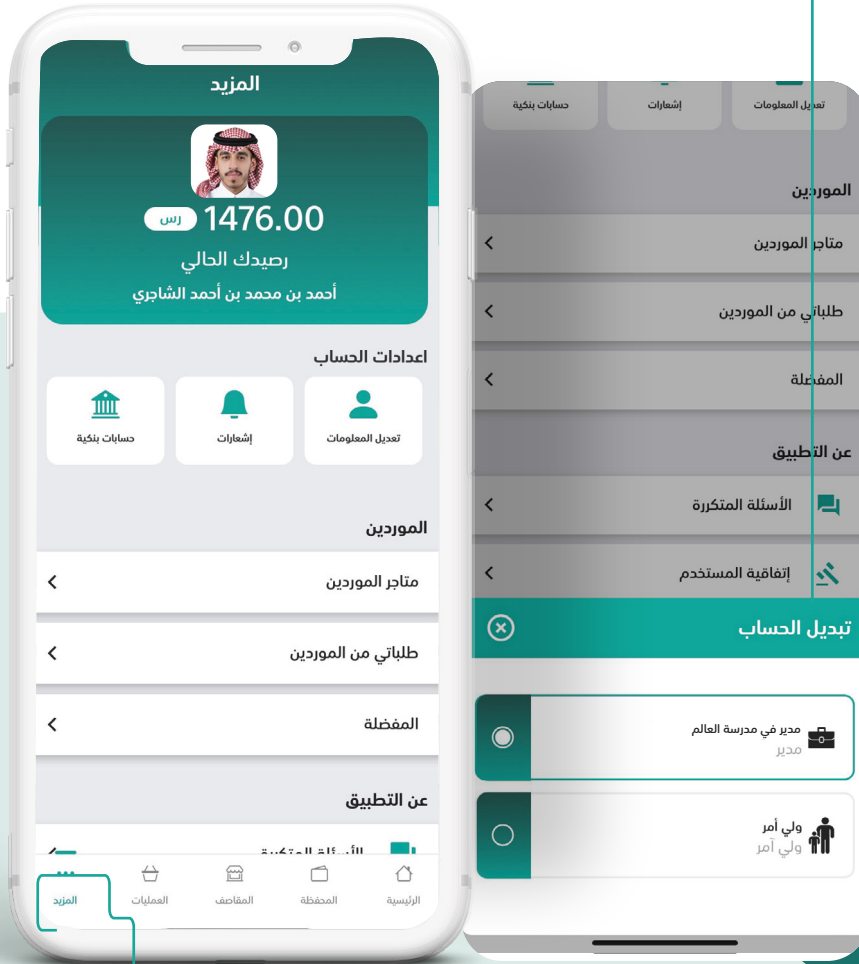 المزيد
1476.00 رس
رصيدك الحالي
أحمد بن محمد بن أحمد الشاجري
اعدادات الحساب
تعديل المعلومات
إشعارات
حسابات بنكية
الموردين
متاجر الموردين
طلباتي من الموردين
المفضلة
عن التطبيق
الأسئلة المتكررة
الرئيسية
المحفظة
المقاصف
العمليات
المزيد
تعديل المعلومات
إشعارات
حسابات بنكية
الموردين
متاجر الموردين
طلباتي من الموردين
المفضلة
عن التطبيق
الأسئلة المتكررة
إتفاقية المستخدم
تبديل الحساب
مدير في مدرسة العالم
مدير
ولي أمر
ولي آمر